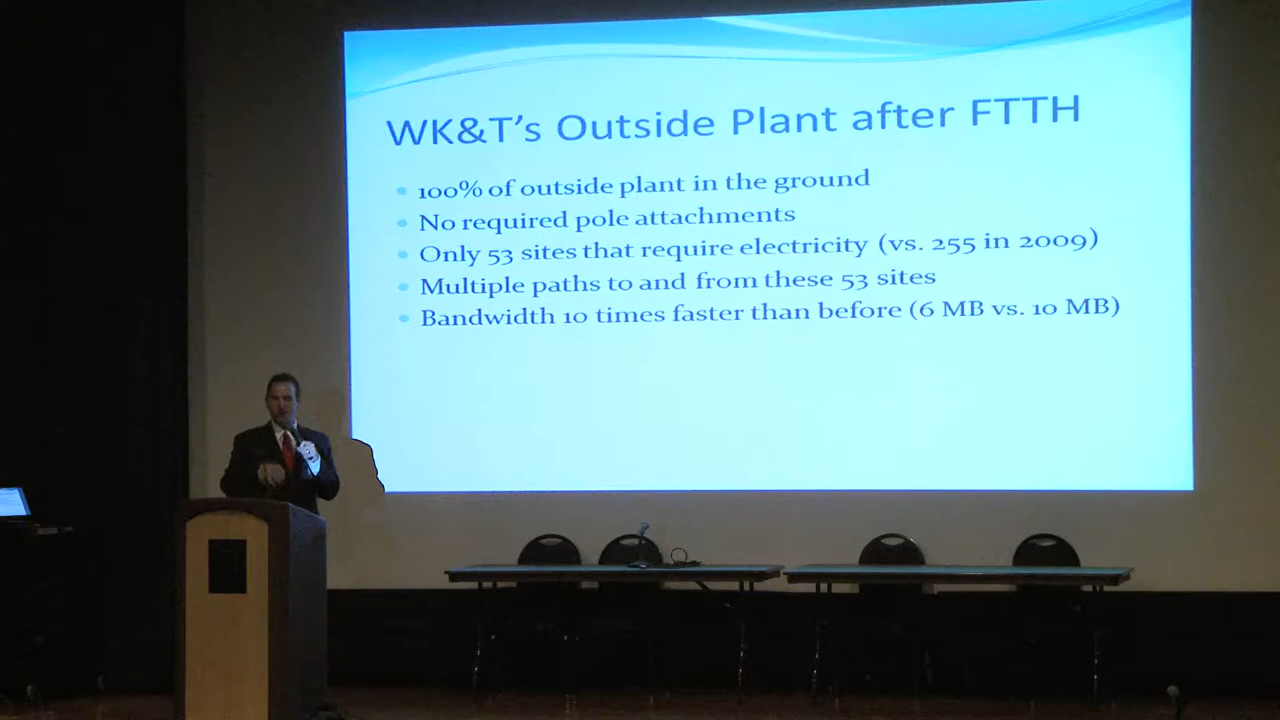 WK&T's Outside Plant after FTTH
100% of outside plant in the ground
No required pole attachments
Only 53 sites that require electricity (vs. 255 in 2009)
Multiple paths to and from these 53 sites
Bandwidth 10 times faster than before (6 MB vs. 10 MB)